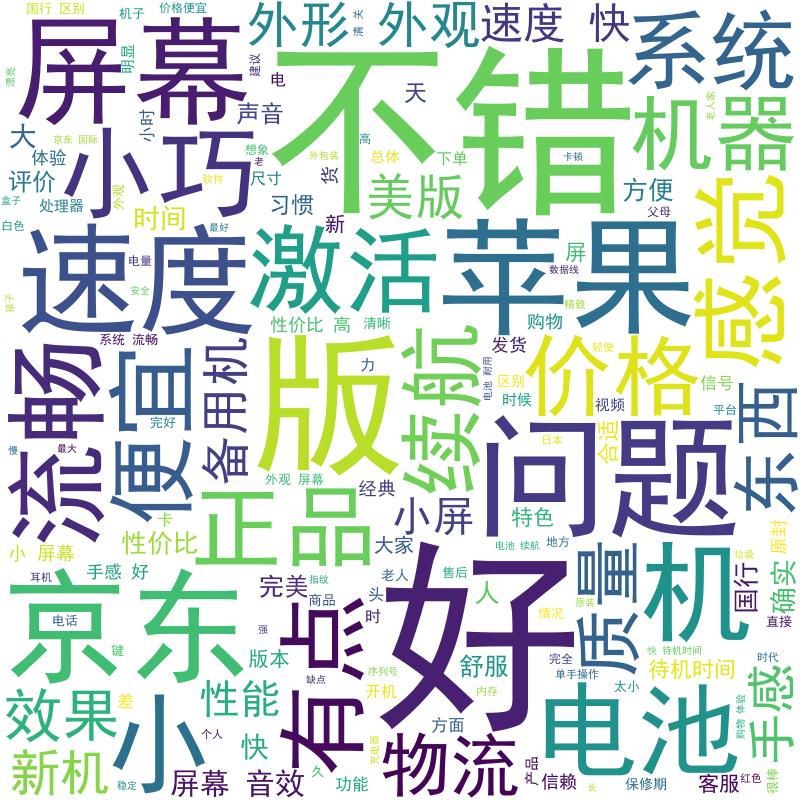 国行 区别
机子
价格便宜
外形
满
夫
外观
速度 快
系统
漂亮
屏幕
明显
建议
电
不错
天
机器
老人家
大
京东 国际
小时
声音
高
体验
小巧
想象
老
外包装
总体
下单
卡顿
评价
软件
尺寸
货
美版
方便
感觉
盒子
处理器
外观
习惯
父母
白色
时间
最好
新
速度
激活
苹果
屏
电量
数据线
安全
孩子
精致
性价比 高
清晰
购物
系统 流畅
流畅
便宜
备用机
版
续航
发货
价格
轻便
力
电池 耐用
区别
信号
时候
视频
平台
东西
完好
问题
合适
日本
慢
最大
外观 屏幕
正品
经典
小屏
特色
卡
性价比
大家
原封
小 屏幕
电池 续航
地方
垃圾
手感 好
老人
售后
质量
机
国行
确实
耳机
完美
指纹
头
好
人
京东
有点
商品
时
原装
直接
电话
情况
键
强
版本
完全
快 待机时间
时代
缺点
序列号
舒服
单手操作
待机时间
手感
效果
差
性能
开机
内存
太小
电池
小
方面
购物 体验
个人
快
充电器
物流
新机
屏幕
音效
久
功能
产品
信赖
保修期
客服
红色
很棒
稳定
长